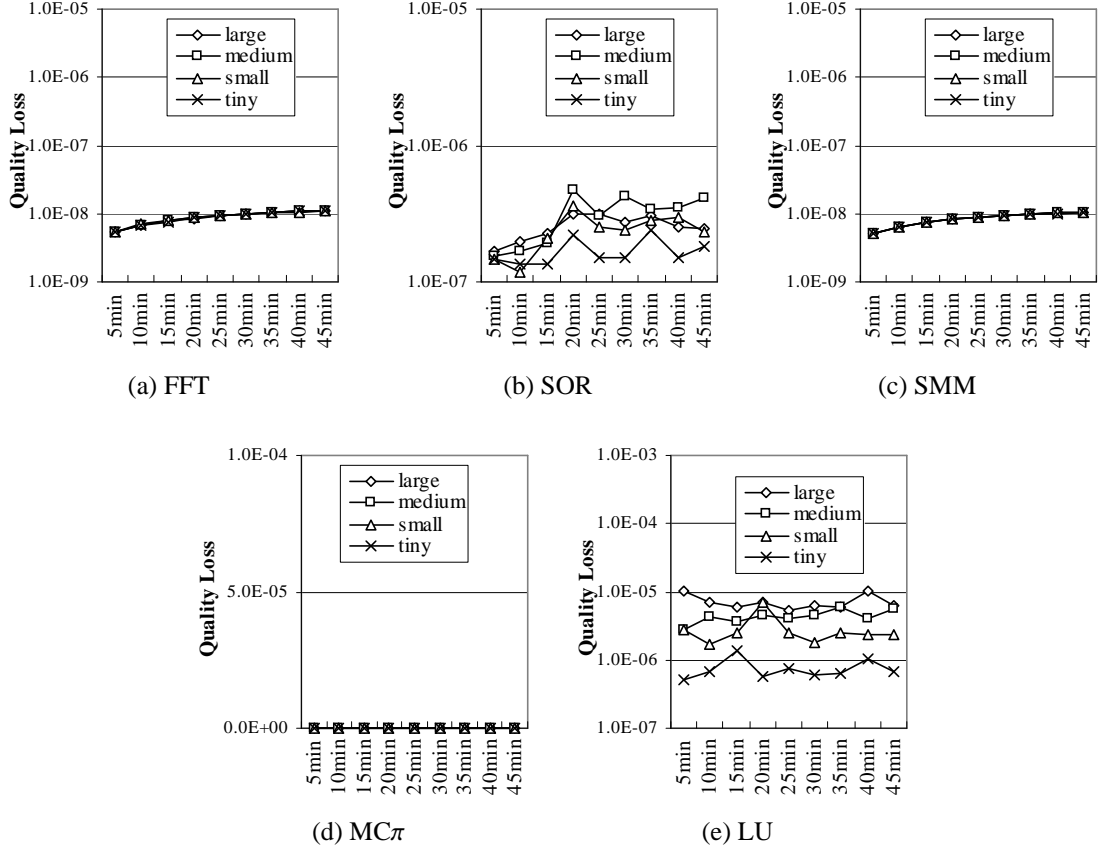 1.0E-05
1.0E-06
1.0E-07
1.0E-08
1.0E-09
Quality Loss
large
medium
small
tiny
5min
10min
15min
20min
25min
30min
35min
40min
45min
(a) FFT
1.0E-05
1.0E-06
1.0E-07
Quality Loss
large
medium
small
tiny
5min
10min
15min
20min
25min
30min
35min
40min
45min
(b) SOR
1.0E-05
1.0E-06
1.0E-07
1.0E-08
1.0E-09
Quality Loss
large
medium
small
tiny
5min
10min
15min
20min
25min
30min
35min
40min
45min
(c) SMM
1.0E-04
5.0E-05
0.0E+00
Quality Loss
large
medium
small
tiny
5min
10min
15min
20min
25min
30min
35min
40min
45min
(d) MCπ
1.0E-03
1.0E-04
1.0E-05
1.0E-06
1.0E-07
Quality Loss
large
medium
small
tiny
5min
10min
15min
20min
25min
30min
35min
40min
45min
(e) LU